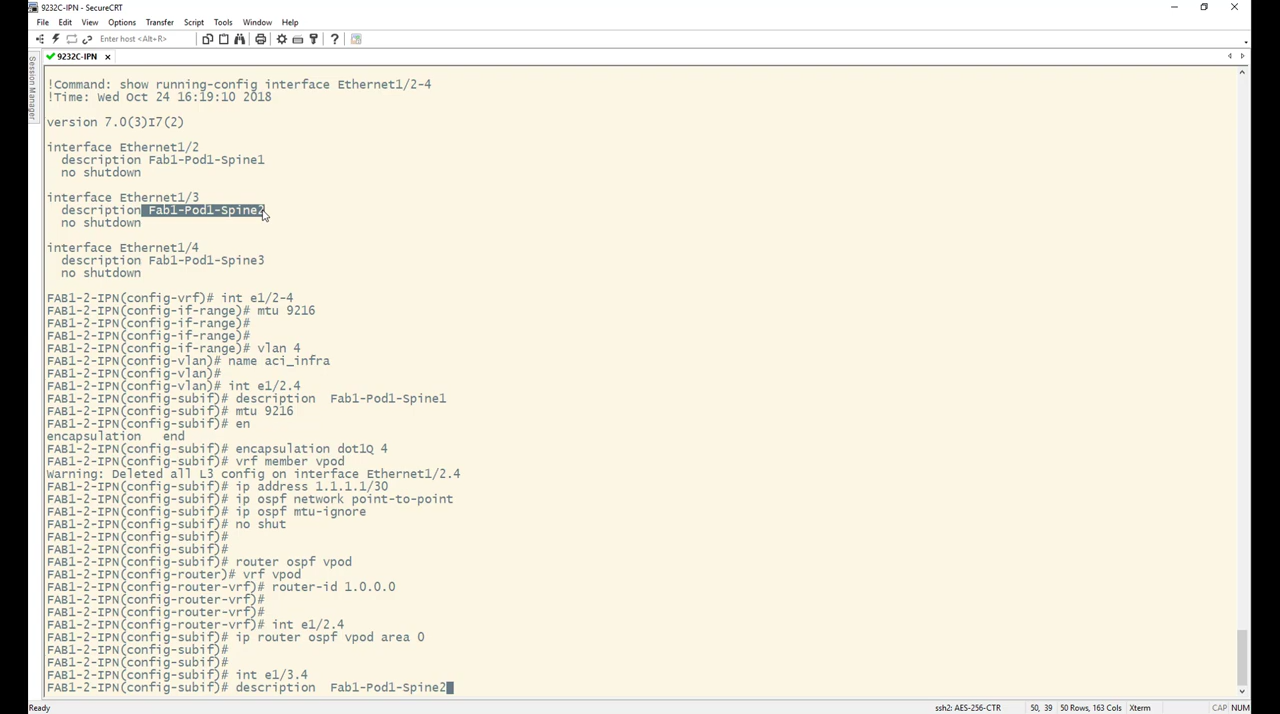 9232C-IPN - SecureCRT
File Edit View Options Transfer Script Tools Window Help
Enter host <Alt+R>
9232C-IPN
Session Manager
!Command: show running-config interface Ethernet1/2-4
!Time: Wed Oct 24 16:19:10 2018
version 7.0(3)I7(2)
interface Ethernet1/2
description Fab1-Pod1-Spine1
no shutdown
interface Ethernet1/3
description Fab1-Pod1-Spine2
no shutdown
interface Ethernet1/4
description Fab1-Pod1-Spine3
no shutdown
FAB1-2-IPN(config-vrf)# int e1/2-4
FAB1-2-IPN(config-if-range)# mtu 9216
FAB1-2-IPN(config-if-range)#
FAB1-2-IPN(config-if-range)#
FAB1-2-IPN(config-if-range)# vlan 4
FAB1-2-IPN(config-vlan)# name aci_infra
FAB1-2-IPN(config-vlan)#
FAB1-2-IPN(config-vlan)# int e1/2.4
FAB1-2-IPN(config-subif)# description  Fab1-Pod1-Spine1
FAB1-2-IPN(config-subif)# mtu 9216
FAB1-2-IPN(config-subif)# en
encapsulation   end
FAB1-2-IPN(config-subif)# encapsulation dot1Q 4
FAB1-2-IPN(config-subif)# vrf member vpod
Warning: Deleted all L3 config on interface Ethernet1/2.4
FAB1-2-IPN(config-subif)# ip address 1.1.1.1/30
FAB1-2-IPN(config-subif)# ip ospf network point-to-point
FAB1-2-IPN(config-subif)# ip ospf mtu-ignore
FAB1-2-IPN(config-subif)# no shut
FAB1-2-IPN(config-subif)#
FAB1-2-IPN(config-subif)#
FAB1-2-IPN(config-subif)# router ospf vpod
FAB1-2-IPN(config-router)# vrf vpod
FAB1-2-IPN(config-router-vrf)# router-id 1.0.0.0
FAB1-2-IPN(config-router-vrf)#
FAB1-2-IPN(config-router-vrf)#
FAB1-2-IPN(config-router-vrf)# int e1/2.4
FAB1-2-IPN(config-subif)# ip router ospf vpod area 0
FAB1-2-IPN(config-subif)#
FAB1-2-IPN(config-subif)#
FAB1-2-IPN(config-subif)# int e1/3.4
FAB1-2-IPN(config-subif)# description  Fab1-Pod1-Spine2
Ready ssh2: AES-256-CTR 50, 39 50 Rows, 163 Cols Xterm CAP NUM